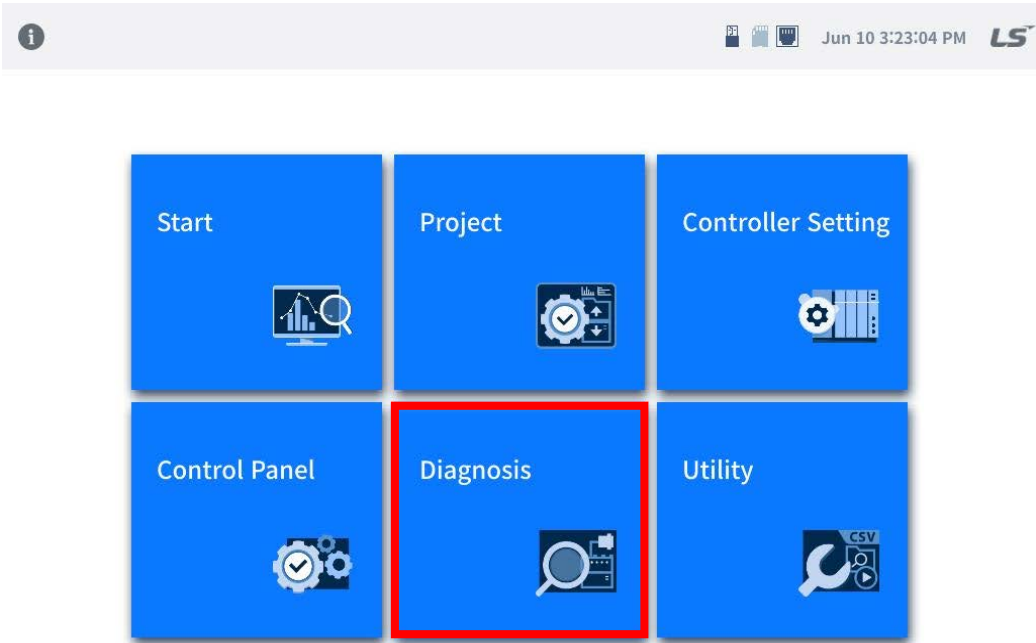 i
Jun 10 3:23:04 PM LS
Start
Project
Controller Setting
Control Panel
Diagnosis
Utility
CSV